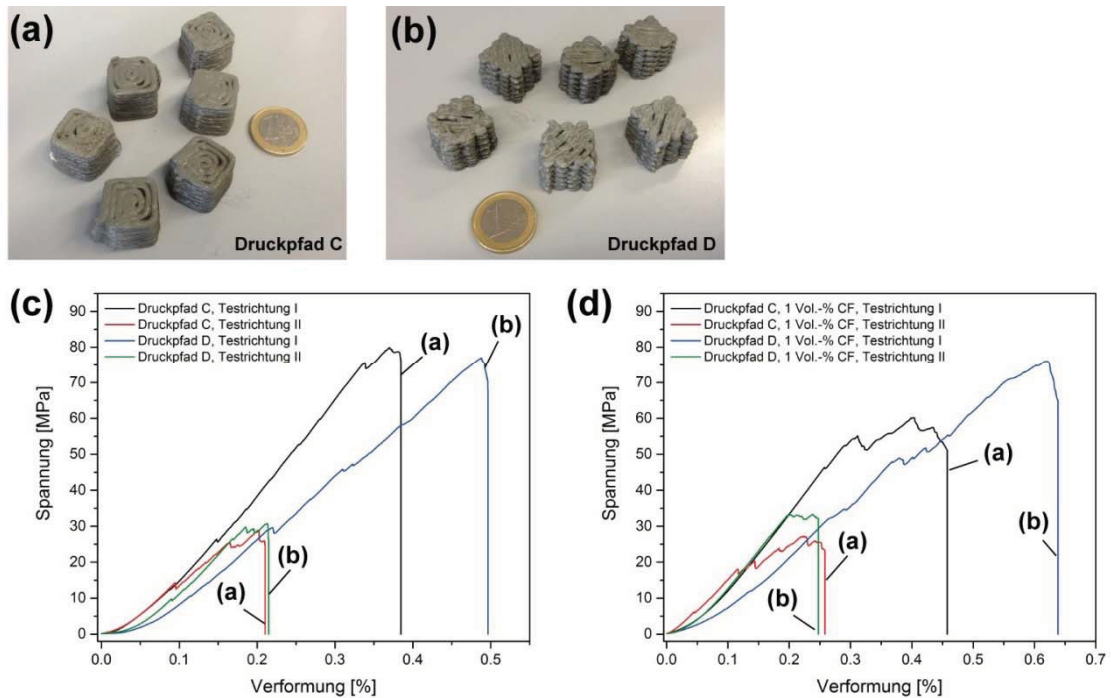 (a)
Druckpfad C
(b)
Druckpfad D
(c)
Druckpfad C, Testrichtung I
Druckpfad C, Testrichtung II
Druckpfad D, Testrichtung I
Druckpfad D, Testrichtung II
(b)
(a)
(a)
(b)
Spannung [MPa]
90
80
70
60
50
40
30
20
10
0
0.0 0.1 0.2 0.3 0.4 0.5
Verformung [%]
(d)
Druckpfad C, 1 Vol.-% CF, Testrichtung I
Druckpfad C, 1 Vol.-% CF, Testrichtung II
Druckpfad D, 1 Vol.-% CF, Testrichtung I
Druckpfad D, 1 Vol.-% CF, Testrichtung II
(a)
(a)
(b)
(b)
Spannung [MPa]
90
80
70
60
50
40
30
20
10
0
0.0 0.1 0.2 0.3 0.4 0.5 0.6 0.7
Verformung [%]